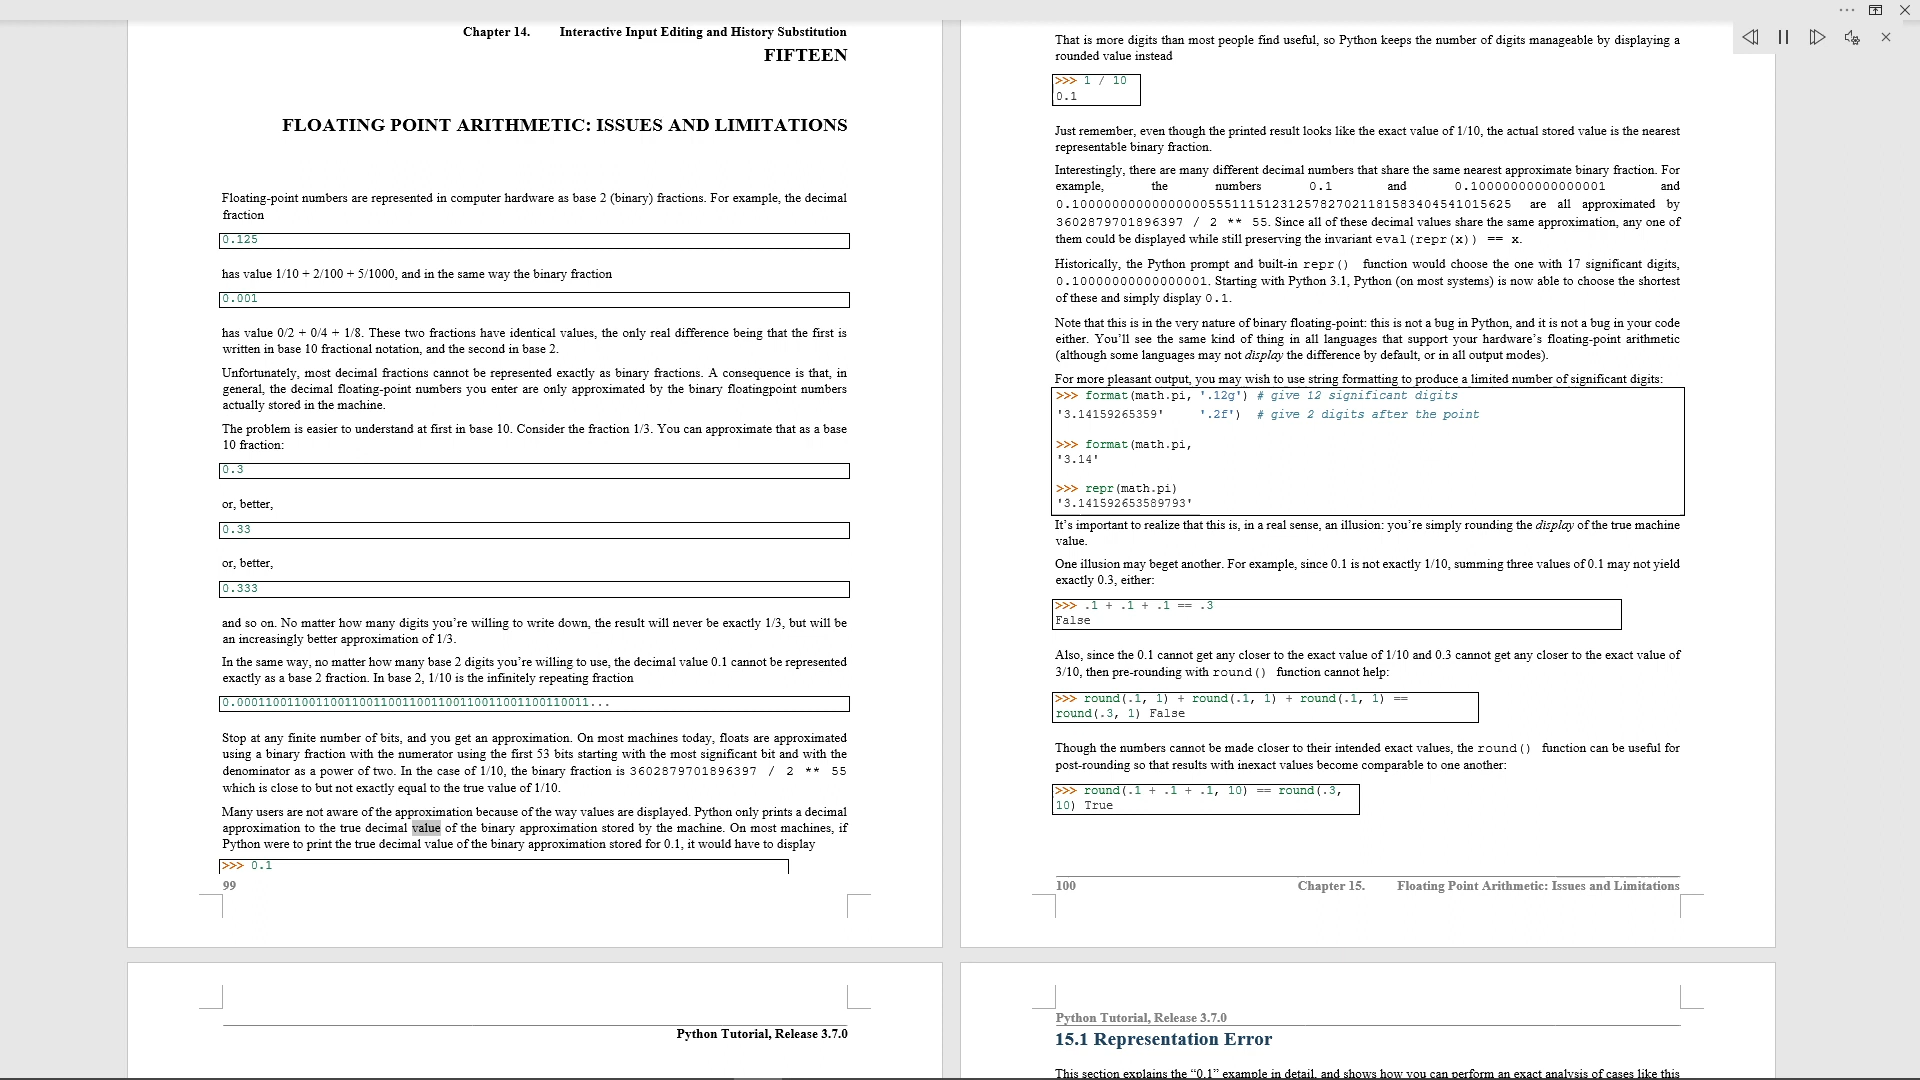 Chapter 14. Interactive Input Editing and History Substitution
FIFTEEN
FLOATING POINT ARITHMETIC: ISSUES AND LIMITATIONS
Floating-point numbers are represented in computer hardware as base 2 (binary) fractions. For example, the decimal
fraction
0.125
has value 1/10 + 2/100 + 5/1000, and in the same way the binary fraction
0.001
has value 0/2 + 0/4 + 1/8. These two fractions have identical values, the only real difference being that the first is
written in base 10 fractional notation, and the second in base 2.
Unfortunately, most decimal fractions cannot be represented exactly as binary fractions. A consequence is that, in
general, the decimal floating-point numbers you enter are only approximated by the binary floatingpoint numbers
actually stored in the machine.
The problem is easier to understand at first in base 10. Consider the fraction 1/3. You can approximate that as a base
10 fraction:
0.3
or, better,
0.33
or, better,
0.333
and so on. No matter how many digits you’re willing to write down, the result will never be exactly 1/3, but will be
an increasingly better approximation of 1/3.
In the same way, no matter how many base 2 digits you’re willing to use, the decimal value 0.1 cannot be represented
exactly as a base 2 fraction. In base 2, 1/10 is the infinitely repeating fraction
0.0001100110011001100110011001100110011001100110011...
Stop at any finite number of bits, and you get an approximation. On most machines today, floats are approximated
using a binary fraction with the numerator using the first 53 bits starting with the most significant bit and with the
denominator as a power of two. In the case of 1/10, the binary fraction is 3602879701896397 / 2 ** 55
which is close to but not exactly equal to the true value of 1/10.
Many users are not aware of the approximation because of the way values are displayed. Python only prints a decimal
approximation to the true decimal value of the binary approximation stored by the machine. On most machines, if
Python were to print the true decimal value of the binary approximation stored for 0.1, it would have to display
>>> 0.1
99
That is more digits than most people find useful, so Python keeps the number of digits manageable by displaying a
rounded value instead
>>> 1 / 10
0.1
Just remember, even though the printed result looks like the exact value of 1/10, the actual stored value is the nearest
representable binary fraction.
Interestingly, there are many different decimal numbers that share the same nearest approximate binary fraction. For
example, the numbers 0.1 and 0.10000000000000001 and
0.1000000000000000055511151231257827021181583404541015625 are all approximated by
3602879701896397 / 2 ** 55. Since all of these decimal values share the same approximation, any one of
them could be displayed while still preserving the invariant eval(repr(x)) == x.
Historically, the Python prompt and built-in repr() function would choose the one with 17 significant digits,
0.10000000000000001. Starting with Python 3.1, Python (on most systems) is now able to choose the shortest
of these and simply display 0.1.
Note that this is in the very nature of binary floating-point: this is not a bug in Python, and it is not a bug in your code
either. You’ll see the same kind of thing in all languages that support your hardware’s floating-point arithmetic
(although some languages may not display the difference by default, or in all output modes).
For more pleasant output, you may wish to use string formatting to produce a limited number of significant digits:
>>> format(math.pi, '.12g') # give 12 significant digits
'3.14159265359' '.2f') # give 2 digits after the point
>>> format(math.pi,
'3.14'
>>> repr(math.pi)
'3.141592653589793'
It’s important to realize that this is, in a real sense, an illusion: you’re simply rounding the display of the true machine
value.
One illusion may beget another. For example, since 0.1 is not exactly 1/10, summing three values of 0.1 may not yield
exactly 0.3, either:
>>> .1 + .1 + .1 == .3
False
Also, since the 0.1 cannot get any closer to the exact value of 1/10 and 0.3 cannot get any closer to the exact value of
3/10, then pre-rounding with round() function cannot help:
>>> round(.1, 1) + round(.1, 1) + round(.1, 1) ==
round(.3, 1) False
Though the numbers cannot be made closer to their intended exact values, the round() function can be useful for
post-rounding so that results with inexact values become comparable to one another:
>>> round(.1 + .1 + .1, 10) == round(.3,
10) True
100 Chapter 15. Floating Point Arithmetic: Issues and Limitations
Python Tutorial, Release 3.7.0
Python Tutorial, Release 3.7.0
15.1 Representation Error
This section explains the “0.1” example in detail, and shows how you can perform an exact analysis of cases like this